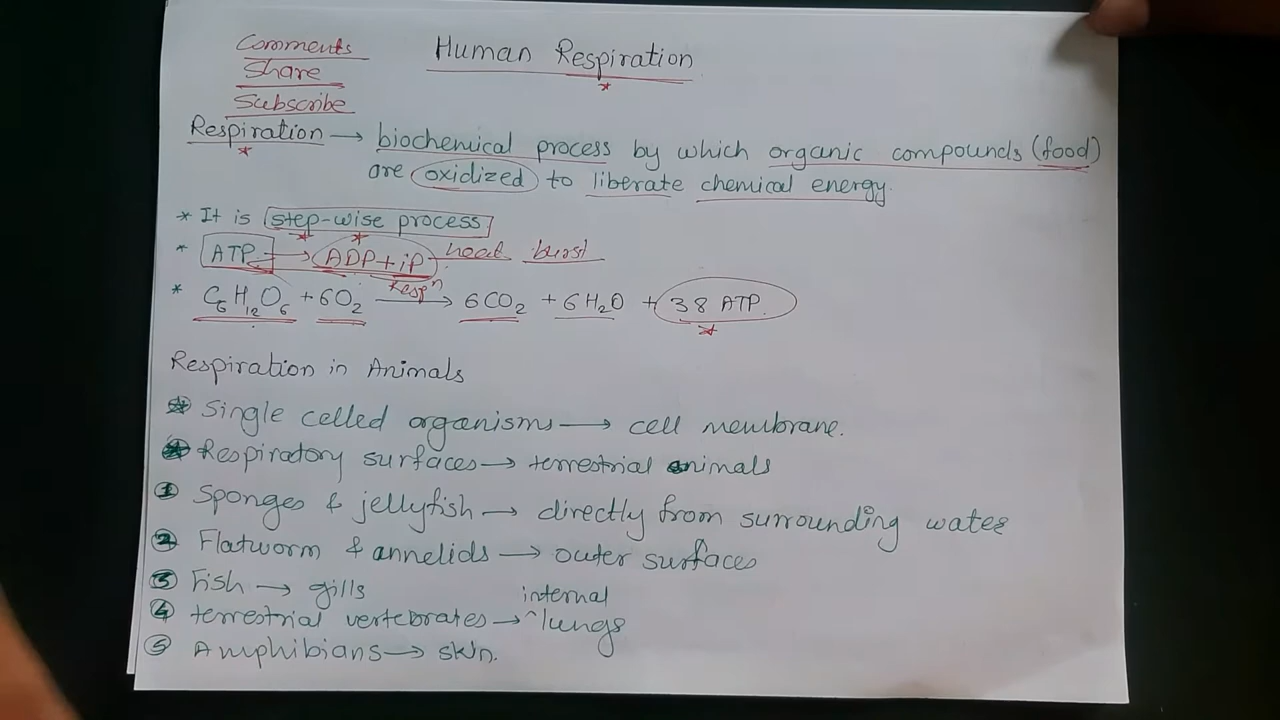 Comments
Share
Subscribe
Human Respiration
*
Respiration → biochemical process by which organic compounds (food)
*
are oxidized to liberate chemical energy.
* It is step-wise process
* ATP → ADP + iP heat burst
* C6H12O6 + 6O2 →(Respn) 6CO2 + 6H2O + 38 ATP.
*
Respiration in Animals
* Single celled organisms → cell membrane.
* Respiratory surfaces → terrestrial animals
① Sponges & jellyfish → directly from surrounding water
② Flatworm & annelids → outer surfaces
③ Fish → gills
④ terrestrial vertebrates → ^internal lungs
⑤ Amphibians → skin.